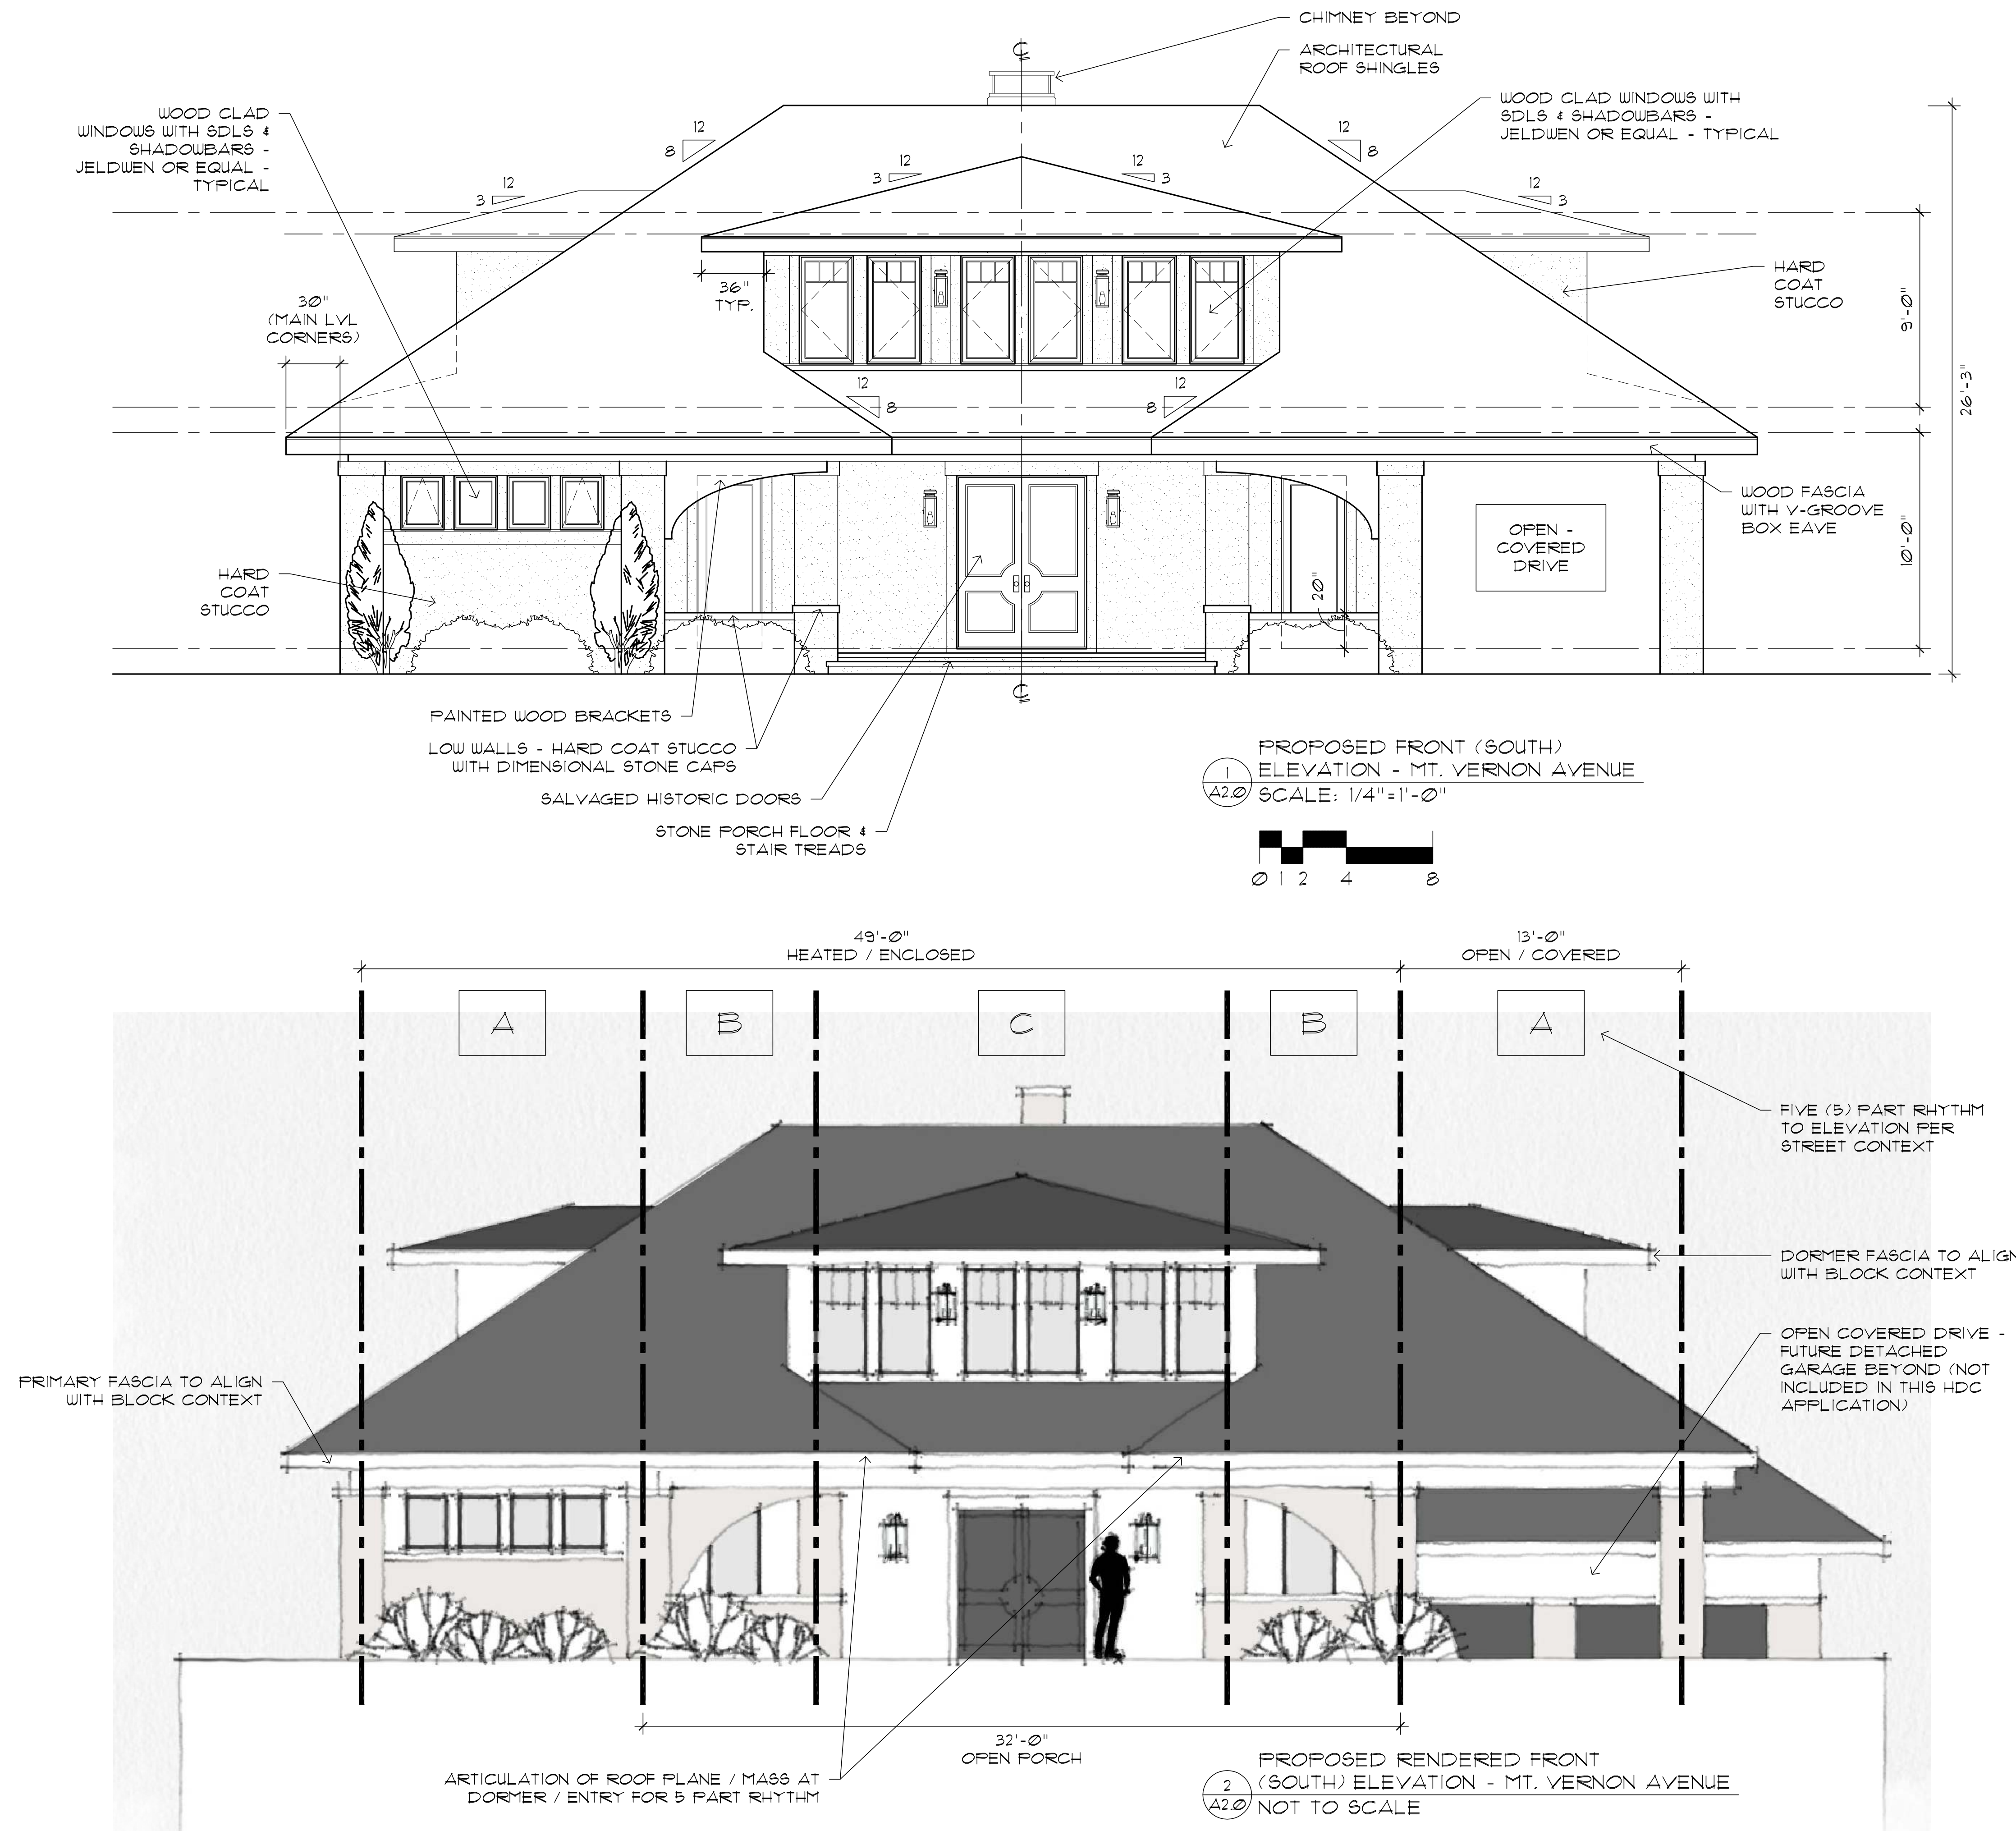 CHIMNEY BEYOND
ARCHITECTURAL
ROOF SHINGLES
WOOD CLAD WINDOWS WITH
SDLS & SHADOWBARS -
JELDWEN OR EQUAL - TYPICAL
WOOD CLAD
WINDOWS WITH SDLS &
SHADOWBARS -
JELDWEN OR EQUAL -
TYPICAL
℄
12
8
12
8
12
3
12
3
12
3
12
3
36"
TYP.
30"
(MAIN LVL
CORNERS)
HARD
COAT
STUCCO
9'-0"
26'-3"
12
8
12
8
WOOD FASCIA
WITH V-GROOVE
BOX EAVE
OPEN -
COVERED
DRIVE
10'-0"
20"
HARD
COAT
STUCCO
℄
PAINTED WOOD BRACKETS
LOW WALLS - HARD COAT STUCCO
WITH DIMENSIONAL STONE CAPS
SALVAGED HISTORIC DOORS
STONE PORCH FLOOR &
STAIR TREADS
1
A2.0
PROPOSED FRONT (SOUTH)
ELEVATION - MT. VERNON AVENUE
SCALE: 1/4"=1'-0"
0 1 2 4 8
49'-0"
HEATED / ENCLOSED
13'-0"
OPEN / COVERED
A
B
C
B
A
FIVE (5) PART RHYTHM
TO ELEVATION PER
STREET CONTEXT
DORMER FASCIA TO ALIGN
WITH BLOCK CONTEXT
OPEN COVERED DRIVE -
FUTURE DETACHED
GARAGE BEYOND (NOT
INCLUDED IN THIS HDC
APPLICATION)
PRIMARY FASCIA TO ALIGN
WITH BLOCK CONTEXT
32'-0"
OPEN PORCH
ARTICULATION OF ROOF PLANE / MASS AT
DORMER / ENTRY FOR 5 PART RHYTHM
2
A2.0
PROPOSED RENDERED FRONT
(SOUTH) ELEVATION - MT. VERNON AVENUE
NOT TO SCALE